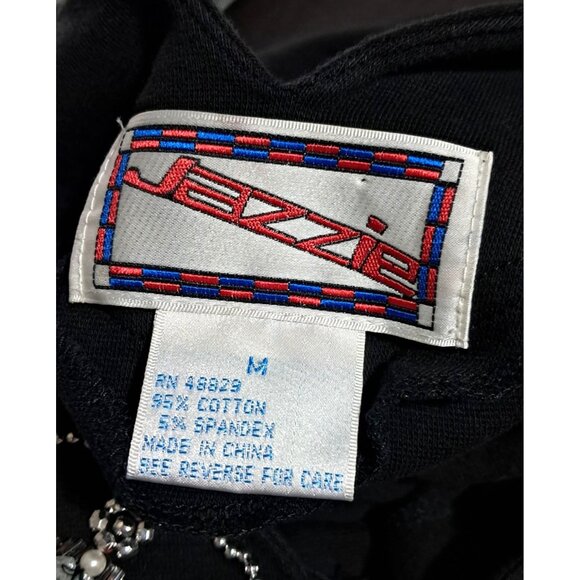 Jazzie
M
RN 48829
95% COTTON
5% SPANDEX
MADE IN CHINA
SEE REVERSE FOR CARE